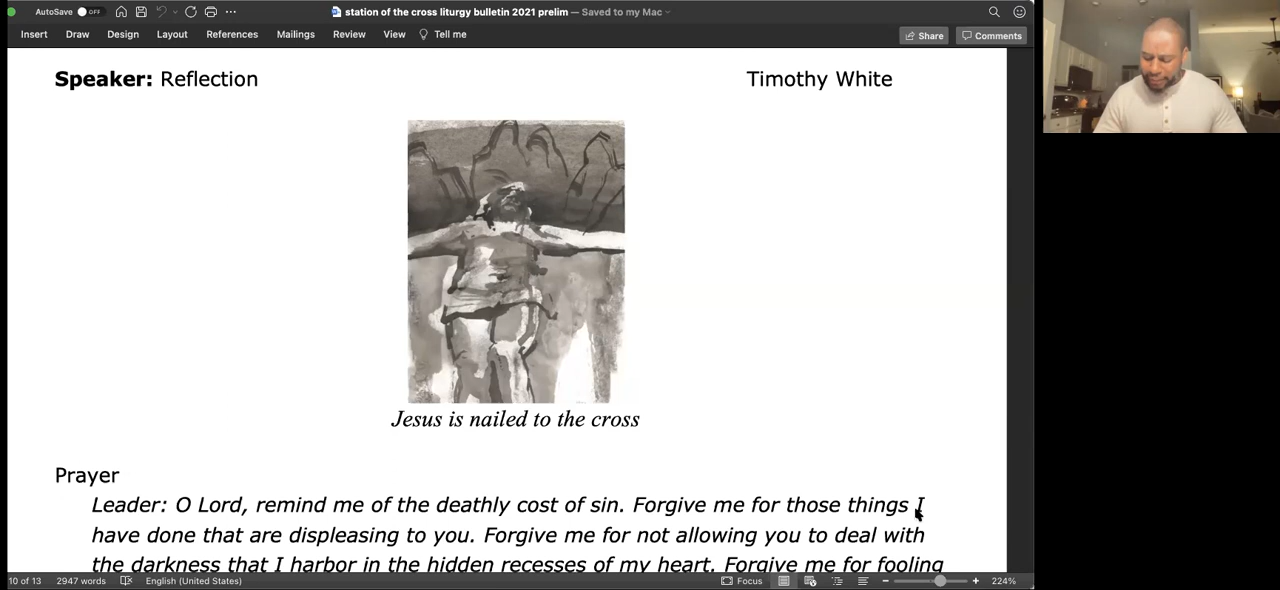 AutoSave OFF station of the cross liturgy bulletin 2021 prelim — Saved to my Mac
Insert Draw Design Layout References Mailings Review View Tell me Share Comments
Speaker: Reflection Timothy White
Jesus is nailed to the cross
Prayer
Leader: O Lord, remind me of the deathly cost of sin. Forgive me for those things I
have done that are displeasing to you. Forgive me for not allowing you to deal with
the darkness that I harbor in the hidden recesses of my heart. Forgive me for fooling
10 of 13 2947 words English (United States) Focus 224%